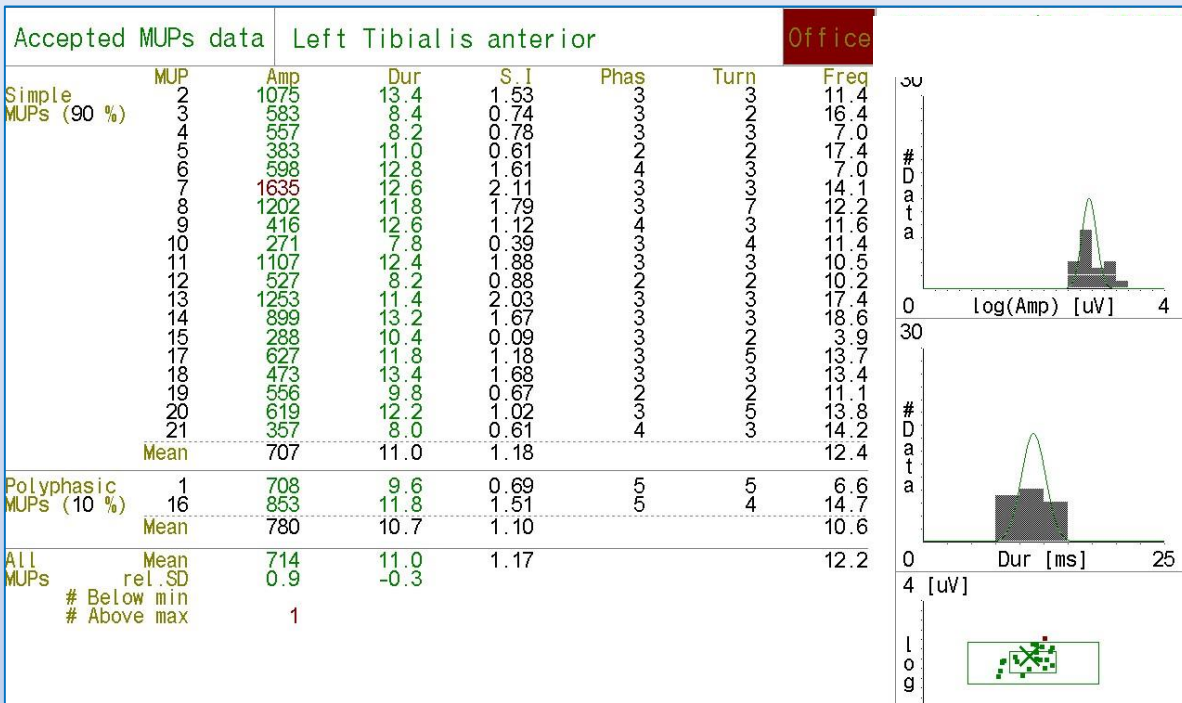 Accepted MUPs data Left Tibialis anterior Office
MUP Amp Dur S.I Phas Turn Freq
Simple 2 1075 13.4 1.53 3 3 11.4
MUPs (90 %) 3 583 8.4 0.74 3 2 16.4
4 557 8.2 0.78 3 3 7.0
5 383 11.0 0.61 2 2 17.4
6 598 12.8 1.61 4 3 7.0
7 1635 12.6 2.11 3 3 14.1
8 1202 11.8 1.79 3 7 12.2
9 416 12.6 1.12 4 3 11.6
10 271 7.8 0.39 3 4 11.4
11 1107 12.4 1.88 3 3 10.5
12 527 8.2 0.88 2 2 10.2
13 1253 11.4 2.03 3 3 17.4
14 899 13.2 1.67 3 3 18.6
15 288 10.4 0.09 3 2 3.9
17 627 11.8 1.18 3 5 13.7
18 473 13.4 1.68 3 3 13.4
19 556 9.8 0.67 2 2 11.1
20 619 12.2 1.02 3 5 13.8
21 357 8.0 0.61 4 3 14.2
Mean 707 11.0 1.18 12.4
Polyphasic 1 708 9.6 0.69 5 5 6.6
MUPs (10 %) 16 853 11.8 1.51 5 4 14.7
Mean 780 10.7 1.10 10.6
All Mean 714 11.0 1.17 12.2
MUPs rel.SD 0.9 -0.3
# Below min
# Above max 1
30
#Data
0 log(Amp) [uV] 4
30
#Data
0 Dur [ms] 25
4 [uV]
log